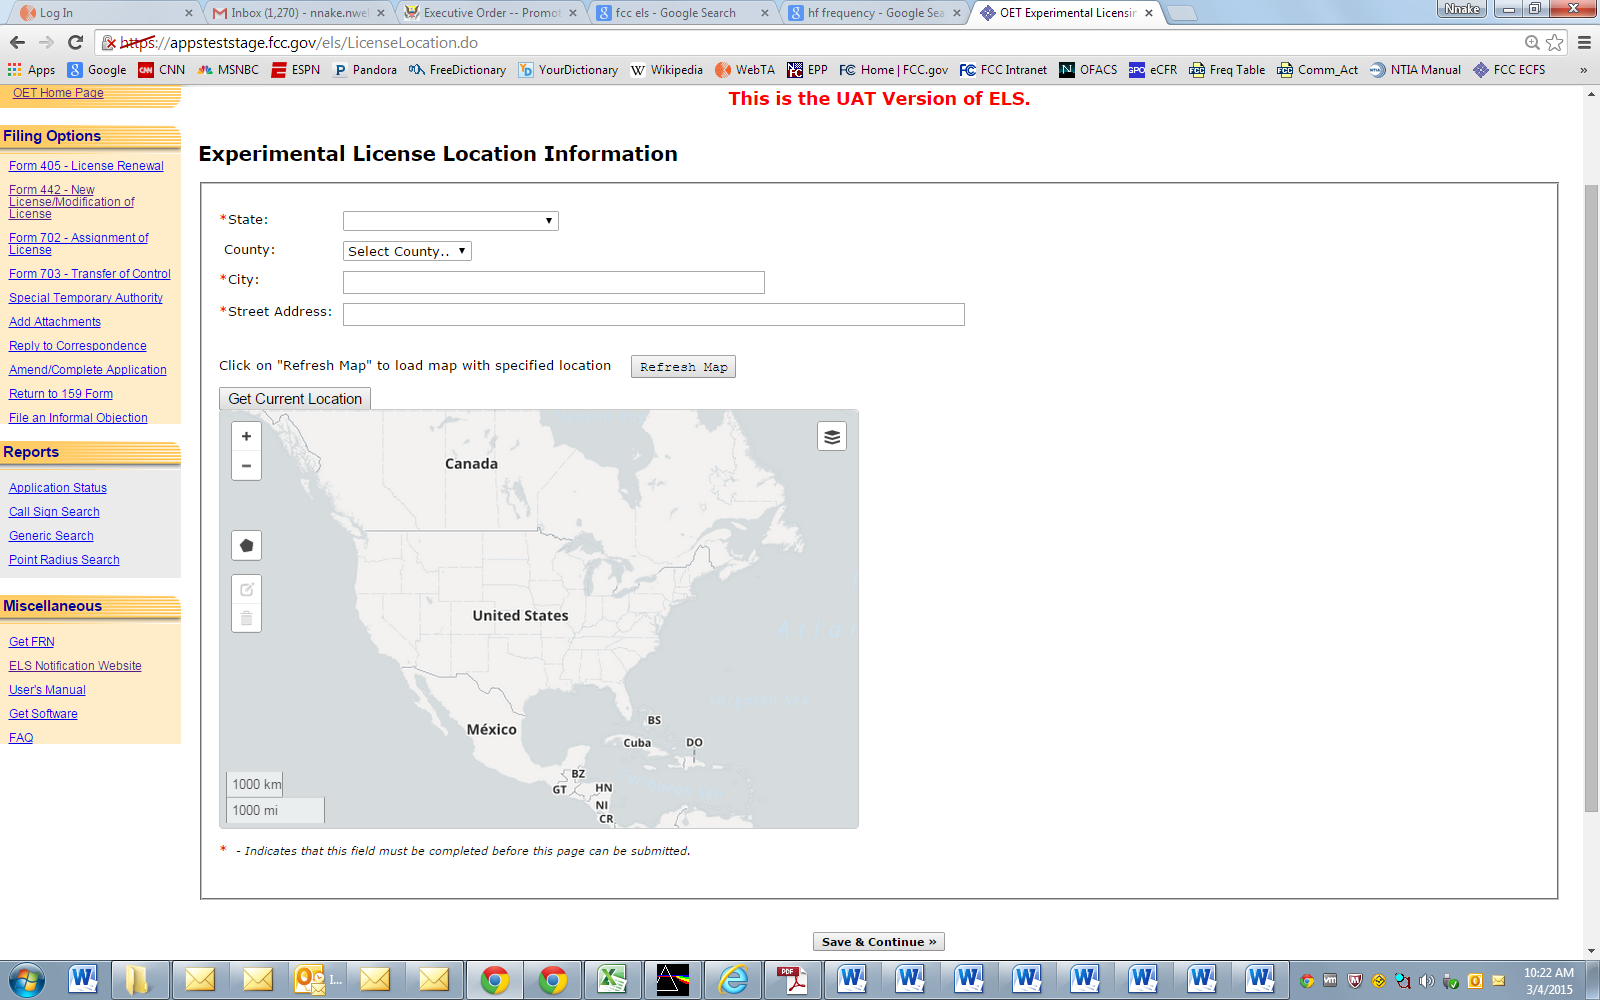 Log In
Inbox (1,270) - nnake.nwel
Executive Order -- Promot
fcc els - Google Search
hf frequency - Google Sea
OET Experimental Licensin
Nnake
https://appsteststage.fcc.gov/els/LicenseLocation.do
Apps
Google
CNN
MSNBC
ESPN
Pandora
FreeDictionary
YourDictionary
Wikipedia
WebTA
EPP
Home | FCC.gov
FCC Intranet
OFACS
eCFR
Freq Table
Comm_Act
NTIA Manual
FCC ECFS
»
OET Home Page
This is the UAT Version of ELS.
Filing Options
Form 405 - License Renewal
Form 442 - New
License/Modification of
License
Form 702 - Assignment of
License
Form 703 - Transfer of Control
Special Temporary Authority
Add Attachments
Reply to Correspondence
Amend/Complete Application
Return to 159 Form
File an Informal Objection
Reports
Application Status
Call Sign Search
Generic Search
Point Radius Search
Miscellaneous
Get FRN
ELS Notification Website
User's Manual
Get Software
FAQ
Experimental License Location Information
*State:
County: Select County..
*City:
*Street Address:
Click on "Refresh Map" to load map with specified location Refresh Map
Get Current Location
+
−
Canada
United States
México
BS
Cuba
DO
BZ
GT
HN
NI
CR
1000 km
1000 mi
* - Indicates that this field must be completed before this page can be submitted.
Save & Continue »
I...
10:22 AM
3/4/2015